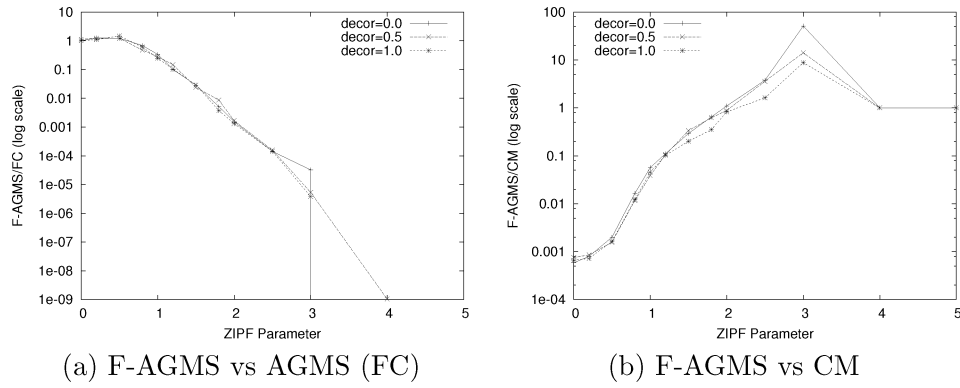 decor=0.0
decor=0.5
decor=1.0
10
1
0.1
0.01
0.001
1e-04
1e-05
1e-06
1e-07
1e-08
1e-09
F-AGMS/FC (log scale)
0 1 2 3 4 5
ZIPF Parameter
(a) F-AGMS vs AGMS (FC)
decor=0.0
decor=0.5
decor=1.0
100
10
1
0.1
0.01
0.001
1e-04
F-AGMS/CM (log scale)
0 1 2 3 4 5
ZIPF Parameter
(b) F-AGMS vs CM